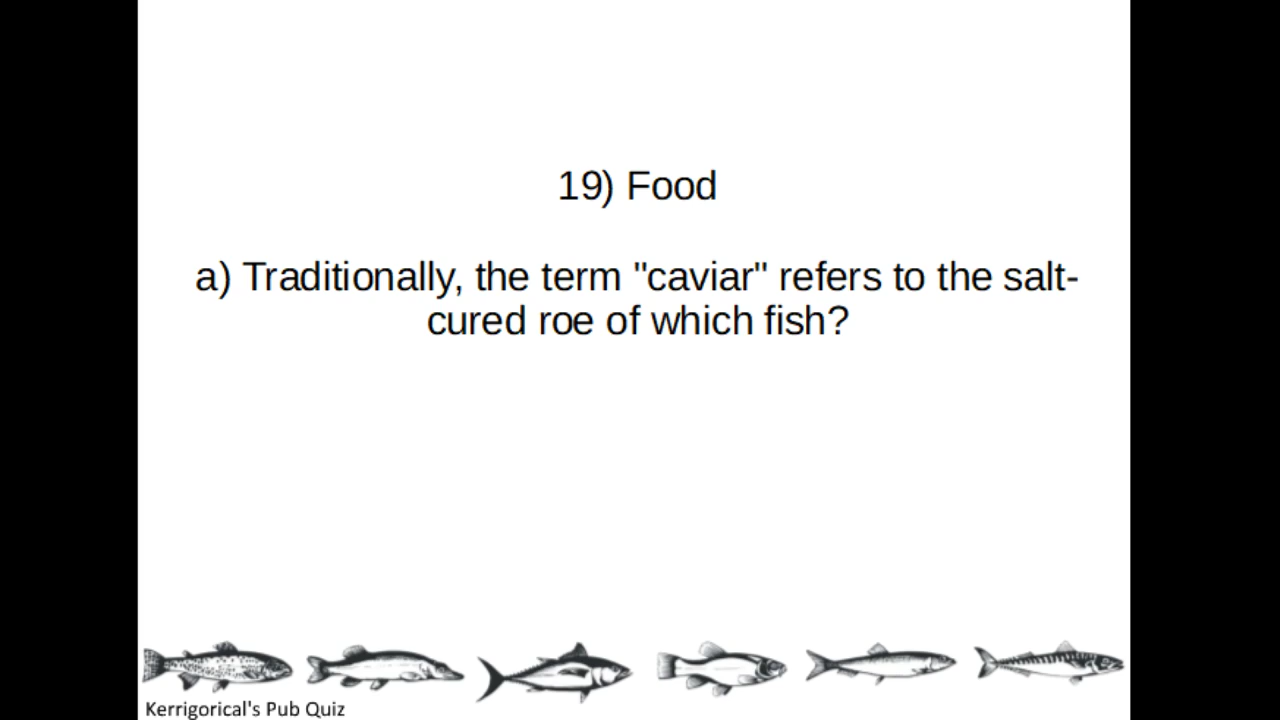 19) Food
a) Traditionally, the term "caviar" refers to the salt-
cured roe of which fish?
Kerrigorical's Pub Quiz